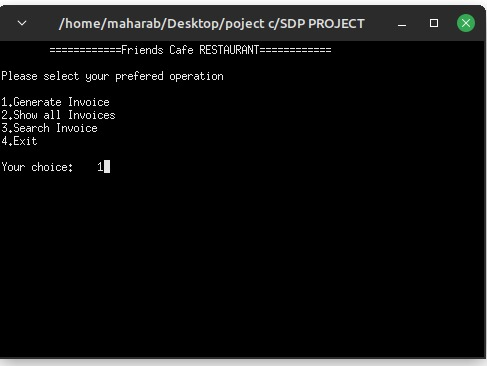 /home/maharab/Desktop/poject c/SDP PROJECT
============Friends Cafe RESTAURANT============
Please select your prefered operation
1.Generate Invoice
2.Show all Invoices
3.Search Invoice
4.Exit
Your choice: 1